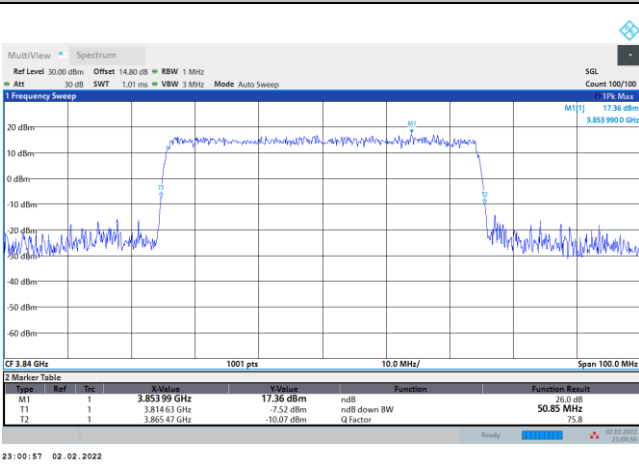 MultiView Spectrum
Ref Level 30.00 dBm Offset 14.80 dB RBW 1 MHz SGL
Att 30 dB SWT 1.01 ms VBW 3 MHz Mode Auto Sweep Count 100/100
1 Frequency Sweep 1Pk Max
M1[1] 17.36 dBm
3.853 990 0 GHz
M1
20 dBm
10 dBm
0 dBm
T1
T2
-10 dBm
-20 dBm
-30 dBm
-40 dBm
-50 dBm
-60 dBm
CF 3.84 GHz 1001 pts 10.0 MHz/ Span 100.0 MHz
2 Marker Table
Type Ref Trc X-Value Y-Value Function Function Result
M1 1 3.853 99 GHz 17.36 dBm ndB 26.0 dB
T1 1 3.814 63 GHz -7.52 dBm ndB down BW 50.85 MHz
T2 1 3.865 47 GHz -10.07 dBm Q Factor 75.8
Ready 02.02.2022
23:00:50
23:00:57 02.02.2022